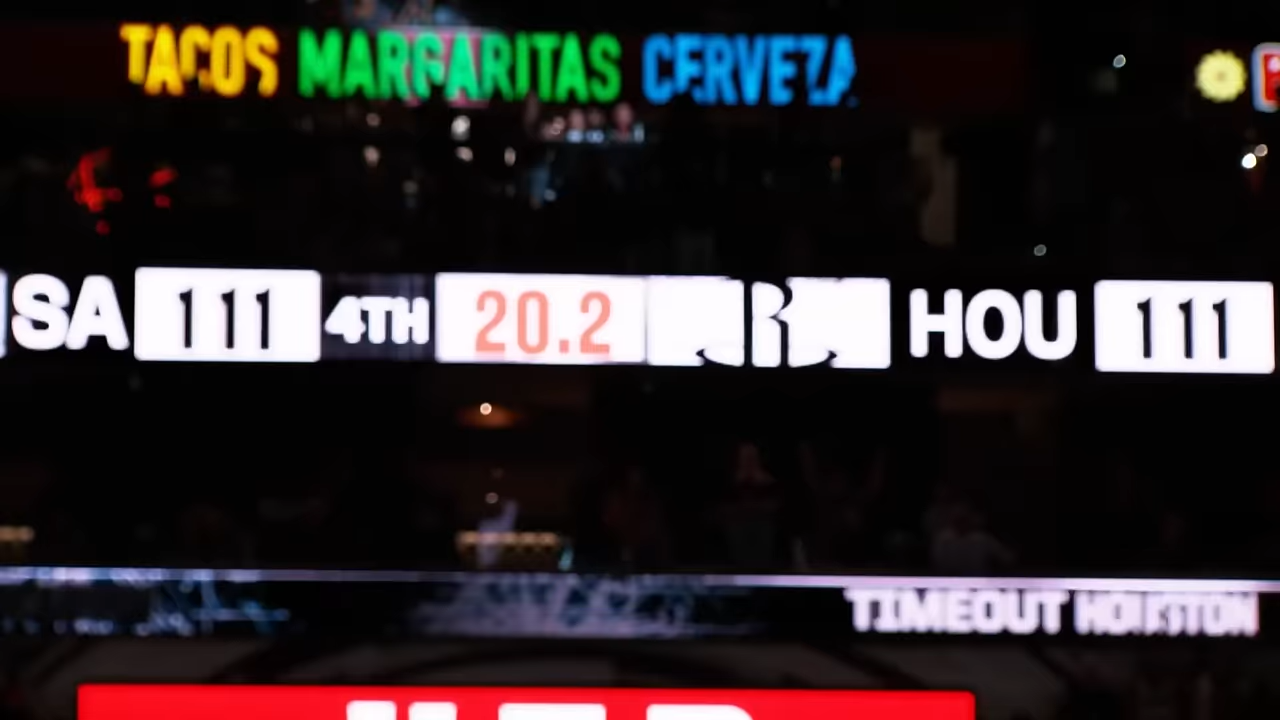 TACOS MARGARITAS CERVEZA
SA 111 4TH 20.2 R HOU 111
TIMEOUT HOUSTON